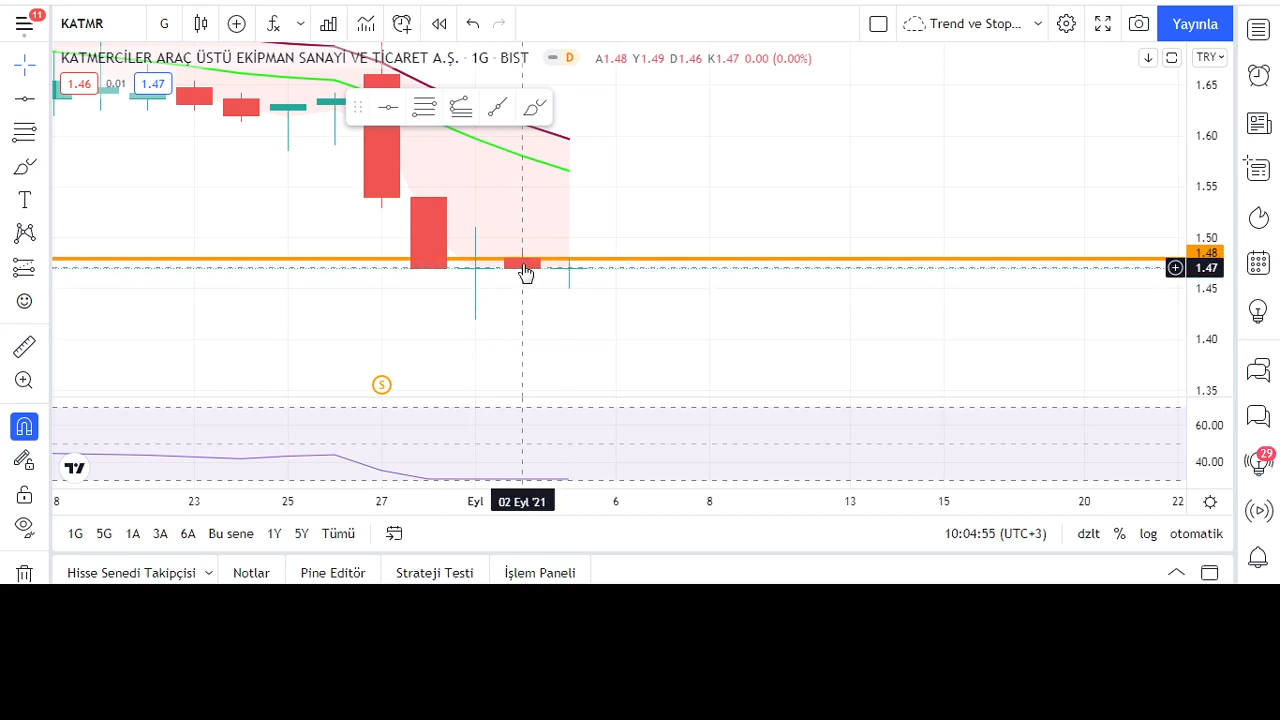 11
KATMR
G
Trend ve Stop...
Yayınla
KATMERCİLER ARAÇ ÜSTÜ EKİPMAN SANAYİ VE TİCARET A.Ş. · 1G · BIST
D
A1.48 Y1.49 D1.46 K1.47 0.00 (0.00%)
TRY
1.46
0.01
1.47
1.65
1.60
1.55
1.50
1.48
1.47
1.45
1.40
1.35
S
60.00
40.00
29
8
23
25
27
Eyl
02 Eyl '21
6
8
13
15
20
22
1G
5G
1A
3A
6A
Bu sene
1Y
5Y
Tümü
10:04:55 (UTC+3)
dzlt
%
log
otomatik
Hisse Senedi Takipçisi
Notlar
Pine Editör
Strateji Testi
İşlem Paneli